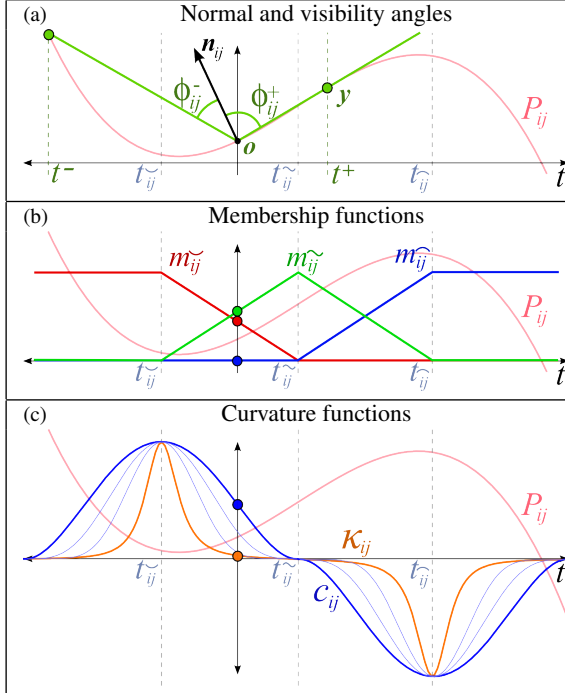 (a) Normal and visibility angles
n_ij
ϕ⁻_ij ϕ⁺_ij y P_ij
o
t⁻ t⌣_ij t~_ij t⁺ t⌢_ij t
(b) Membership functions
m⌣_ij m~_ij m⌢_ij
P_ij
t⌣_ij t~_ij t⌢_ij t
(c) Curvature functions
P_ij
κ_ij
t⌣_ij t~_ij t⌢_ij t
c_ij